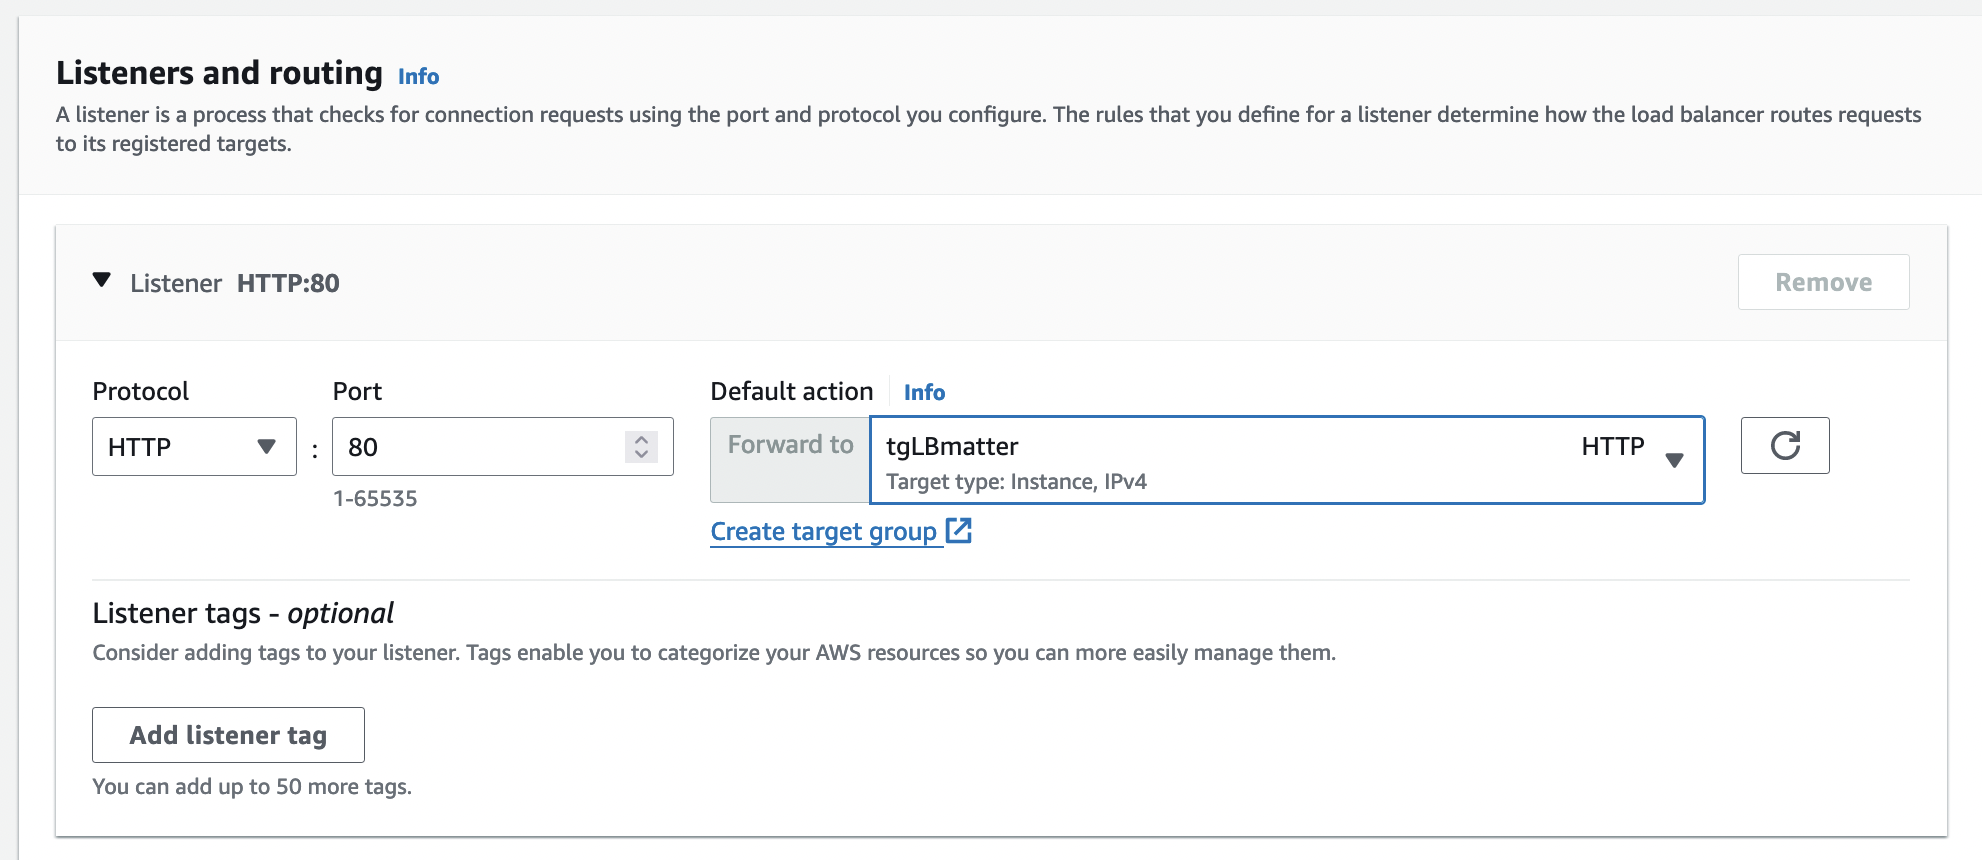 Listeners and routing Info
A listener is a process that checks for connection requests using the port and protocol you configure. The rules that you define for a listener determine how the load balancer routes requests
to its registered targets.
Listener HTTP:80
Remove
Protocol
Port
Default action Info
HTTP
:
80
Forward to
tgLBmatter
HTTP
Target type: Instance, IPv4
1-65535
Create target group
Listener tags - optional
Consider adding tags to your listener. Tags enable you to categorize your AWS resources so you can more easily manage them.
Add listener tag
You can add up to 50 more tags.